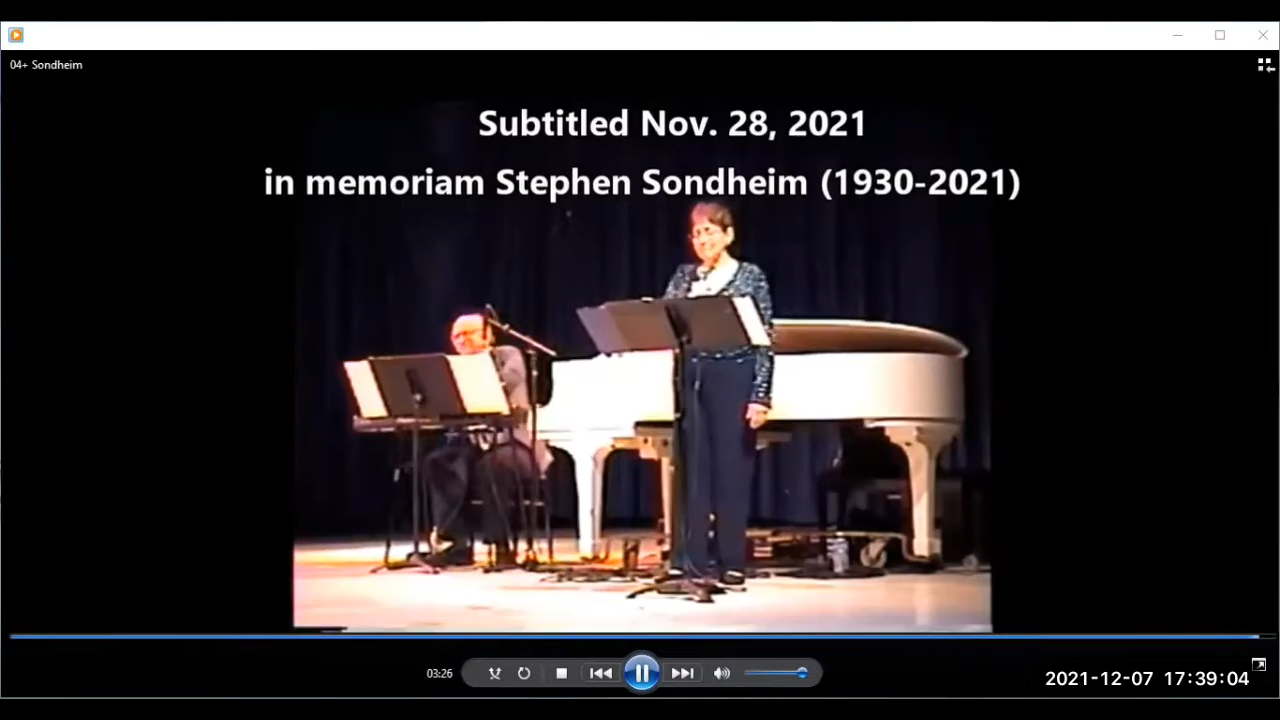 04+ Sondheim
Subtitled Nov. 28, 2021
in memoriam Stephen Sondheim (1930-2021)
03:26
2021-12-07 17:39:04